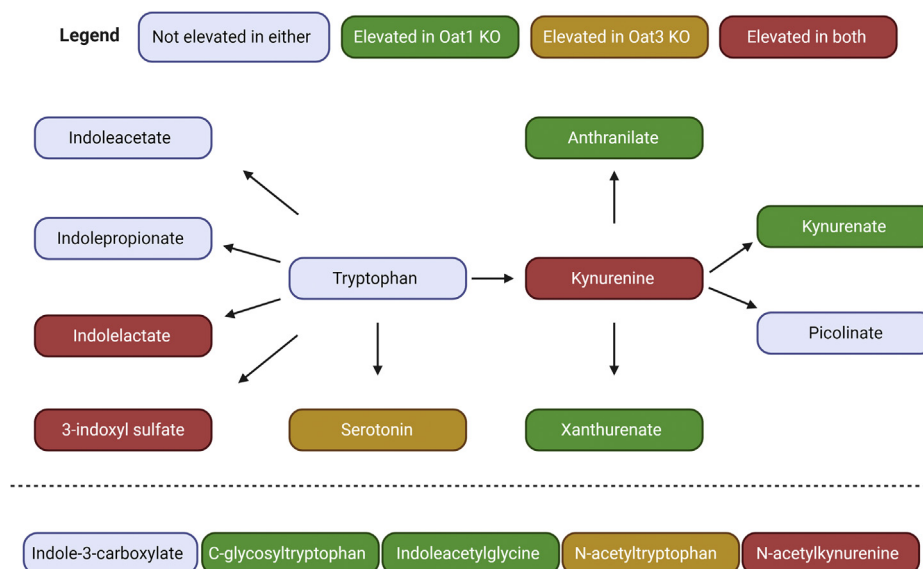 Legend
Not elevated in either
Elevated in Oat1 KO
Elevated in Oat3 KO
Elevated in both
Indoleacetate
Anthranilate
Indolepropionate
Kynurenate
Tryptophan
Kynurenine
Indolelactate
Picolinate
3-indoxyl sulfate
Serotonin
Xanthurenate
Indole-3-carboxylate
C-glycosyltryptophan
Indoleacetylglycine
N-acetyltryptophan
N-acetylkynurenine